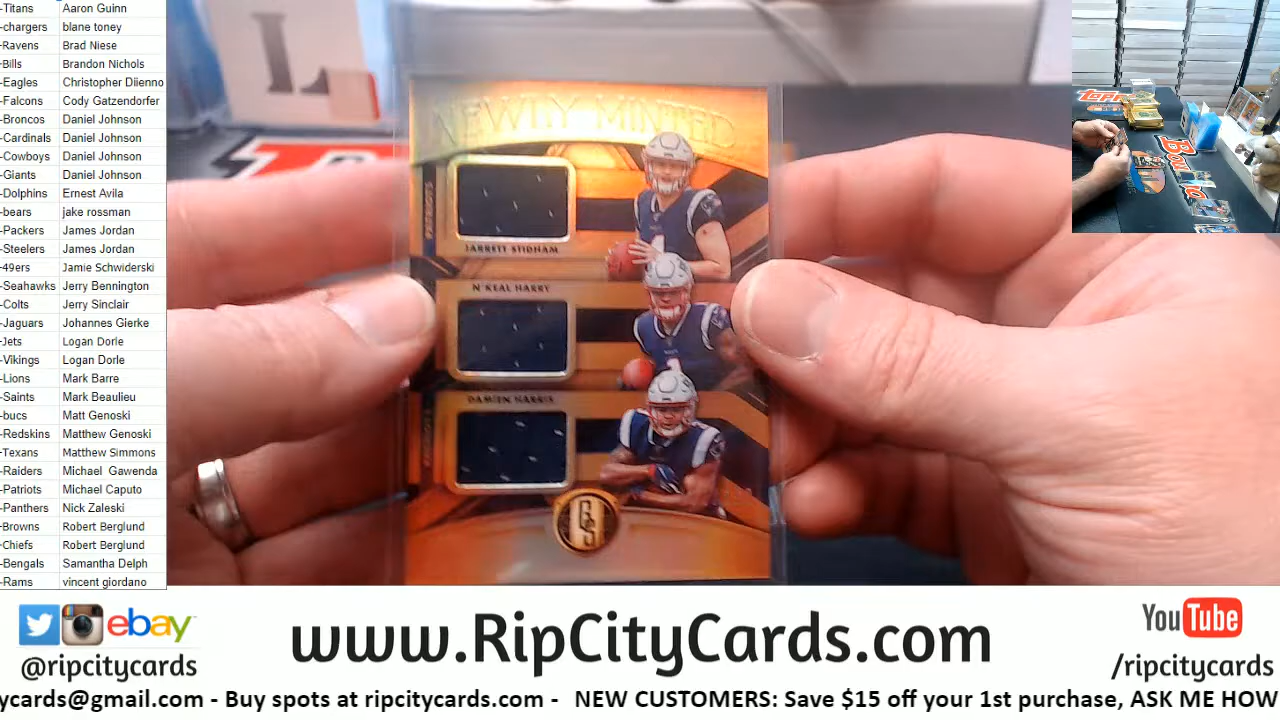 -Titans Aaron Guinn
-chargers blane toney
-Ravens Brad Niese
-Bills Brandon Nichols
-Eagles Christopher Diienno
-Falcons Cody Gatzendorfer
-Broncos Daniel Johnson
-Cardinals Daniel Johnson
-Cowboys Daniel Johnson
-Giants Daniel Johnson
-Dolphins Ernest Avila
-bears jake rossman
-Packers James Jordan
-Steelers James Jordan
-49ers Jamie Schwiderski
-Seahawks Jerry Bennington
-Colts Jerry Sinclair
-Jaguars Johannes Gierke
-Jets Logan Dorle
-Vikings Logan Dorle
-Lions Mark Barre
-Saints Mark Beaulieu
-bucs Matt Genoski
-Redskins Matthew Genoski
-Texans Matthew Simmons
-Raiders Michael Gawenda
-Patriots Michael Caputo
-Panthers Nick Zaleski
-Browns Robert Berglund
-Chiefs Robert Berglund
-Bengals Samantha Delph
-Rams vincent giordano
L
NEWLY MINTED
PATRIOTS
JARRETT STIDHAM
N'KEAL HARRY
DAMIEN HARRIS
GS
TOPPS
ebay
@ripcitycards
www.RipCityCards.com
YouTube
/ripcitycards
ycards@gmail.com - Buy spots at ripcitycards.com - NEW CUSTOMERS: Save $15 off your 1st purchase, ASK ME HOW